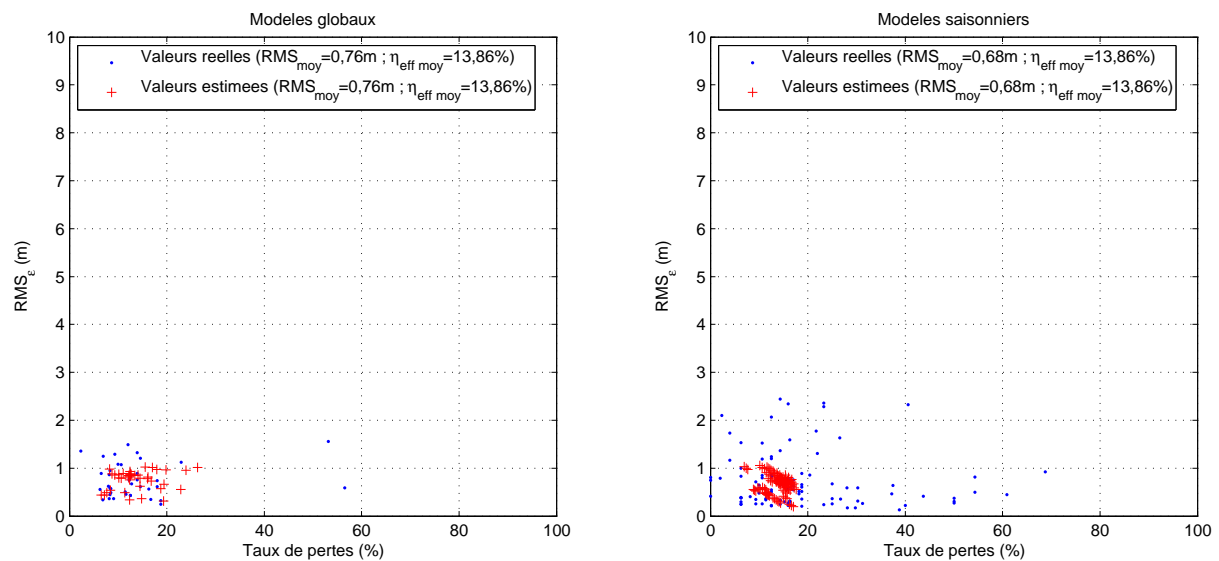 Modeles globaux
Valeurs reelles (RMSmoy=0,76m ; ηeff moy=13,86%)
Valeurs estimees (RMSmoy=0,76m ; ηeff moy=13,86%)
10
9
8
7
6
5
4
3
2
1
0
RMSε (m)
0 20 40 60 80 100
Taux de pertes (%)
Modeles saisonniers
Valeurs reelles (RMSmoy=0,68m ; ηeff moy=13,86%)
Valeurs estimees (RMSmoy=0,68m ; ηeff moy=13,86%)
10
9
8
7
6
5
4
3
2
1
0
RMSε (m)
0 20 40 60 80 100
Taux de pertes (%)